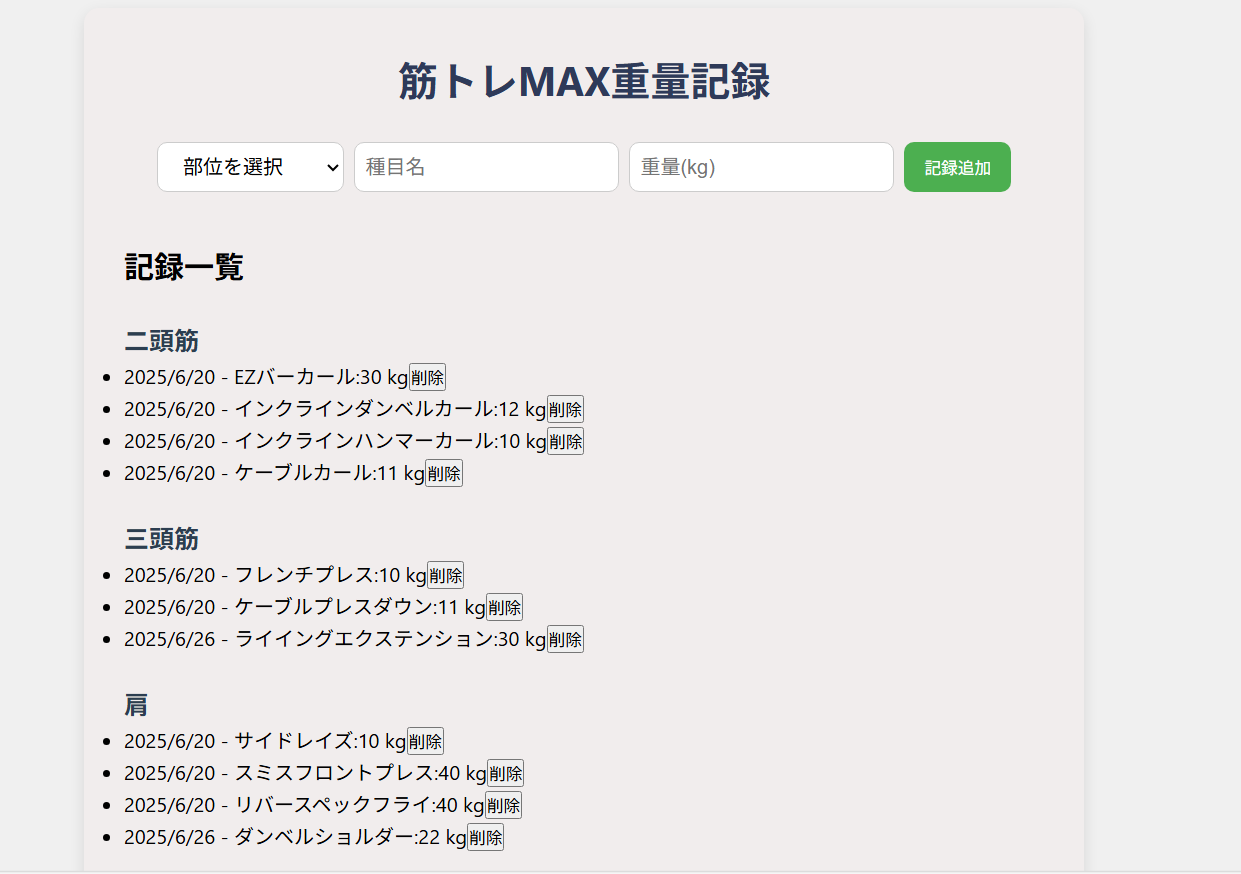 筋トレMAX重量記録
部位を選択 種目名 重量(kg) 記録追加
記録一覧
二頭筋
2025/6/20 - EZバーカール:30 kg削除
2025/6/20 - インクラインダンベルカール:12 kg削除
2025/6/20 - インクラインハンマーカール:10 kg削除
2025/6/20 - ケーブルカール:11 kg削除
三頭筋
2025/6/20 - フレンチプレス:10 kg削除
2025/6/20 - ケーブルプレスダウン:11 kg削除
2025/6/26 - ライイングエクステンション:30 kg削除
肩
2025/6/20 - サイドレイズ:10 kg削除
2025/6/20 - スミスフロントプレス:40 kg削除
2025/6/20 - リバースペックフライ:40 kg削除
2025/6/26 - ダンベルショルダー:22 kg削除